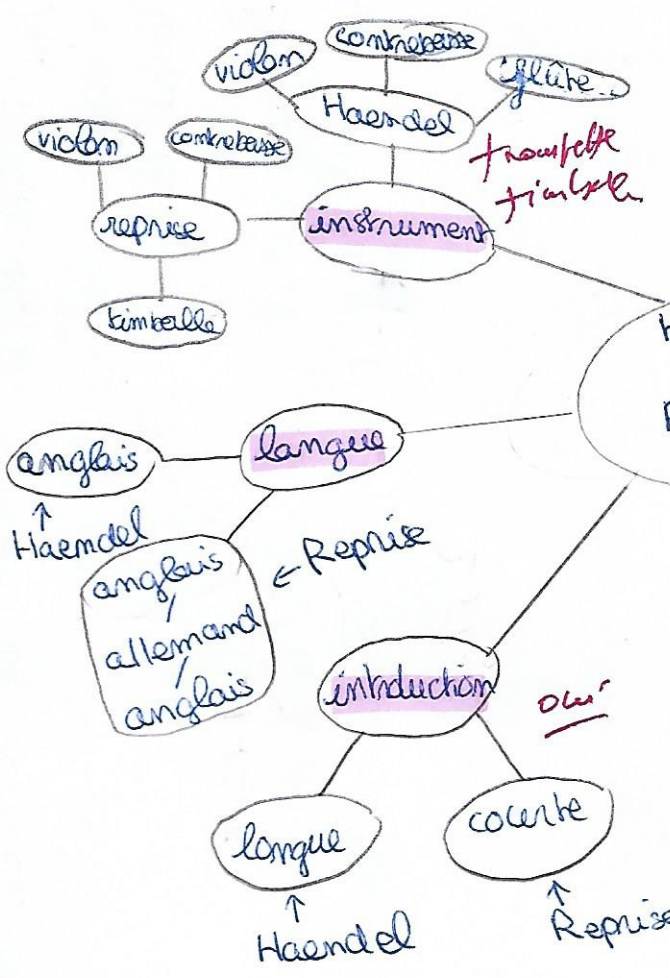 contrebasse
violon
flûte
Haendel
violon
contrebasse
trompette
timbale
reprise
instrument
timballe
langue
anglais
Haendel
Reprise
anglais
/
allemand
/
anglais
introduction
oui
longue
courte
Haendel
Reprise